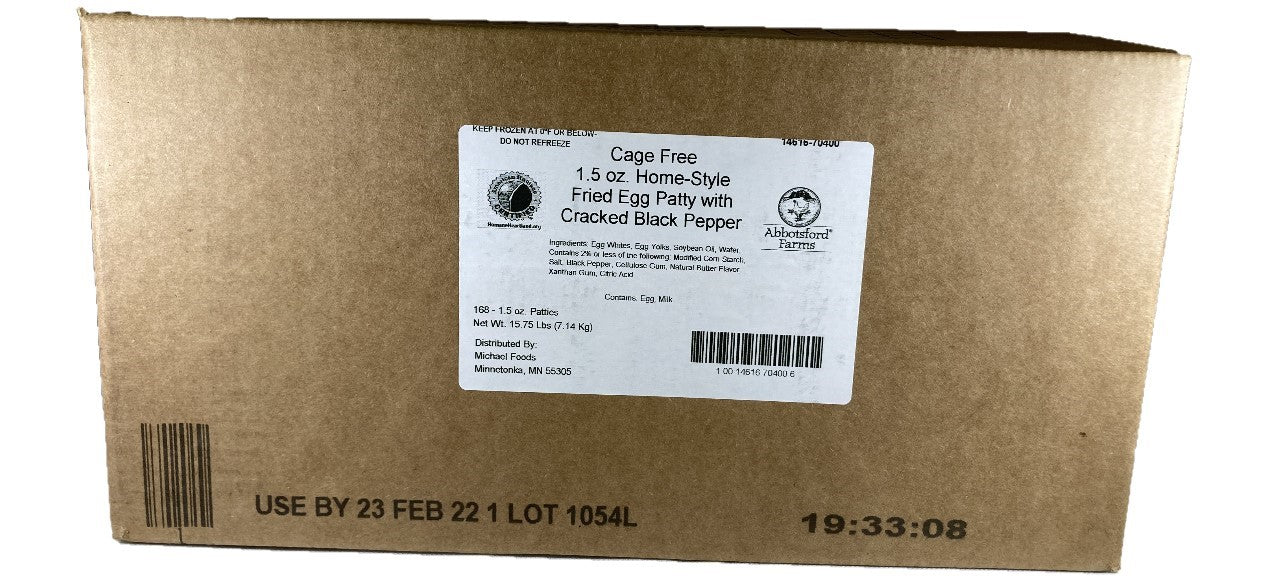 KEEP FROZEN AT 0°F OR BELOW-
DO NOT REFREEZE
14616-70400
Cage Free
1.5 oz. Home-Style
Fried Egg Patty with
Cracked Black Pepper
American Humane
CERTIFIED
HumaneHeartland.org
Abbotsford®
Farms
Ingredients: Egg Whites, Egg Yolks, Soybean Oil, Water,
Contains 2% or less of the following: Modified Corn Starch,
Salt, Black Pepper, Cellulose Gum, Natural Butter Flavor
Xanthan Gum, Citric Acid
Contains: Egg, Milk
168 - 1.5 oz. Patties
Net Wt. 15.75 Lbs (7.14 Kg)
Distributed By:
Michael Foods
Minnetonka, MN 55305
1 00 14616 70400 6
USE BY 23 FEB 22 1 LOT 1054L
19:33:08